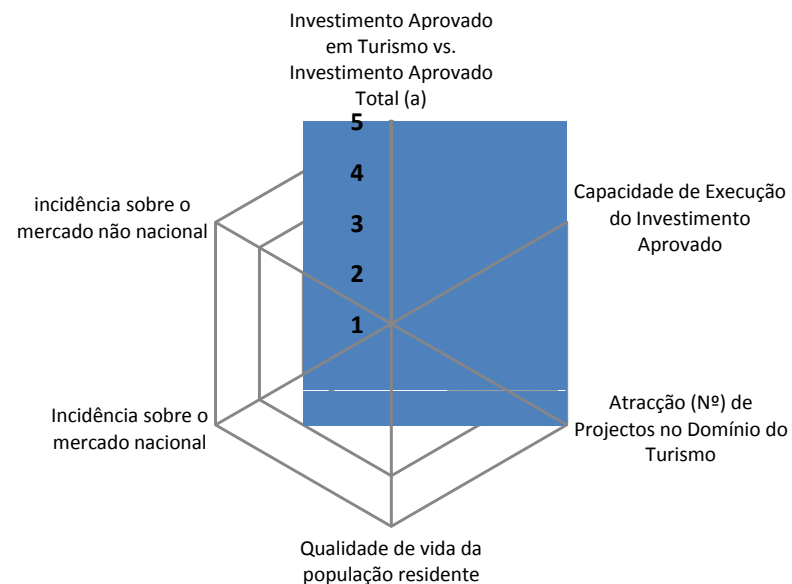 Investimento Aprovado
em Turismo vs.
Investimento Aprovado
Total (a)
5
4
3
2
1
Capacidade de Execução
do Investimento
Aprovado
Atracção (Nº) de
Projectos no Domínio do
Turismo
Qualidade de vida da
população residente
Incidência sobre o
mercado nacional
incidência sobre o
mercado não nacional